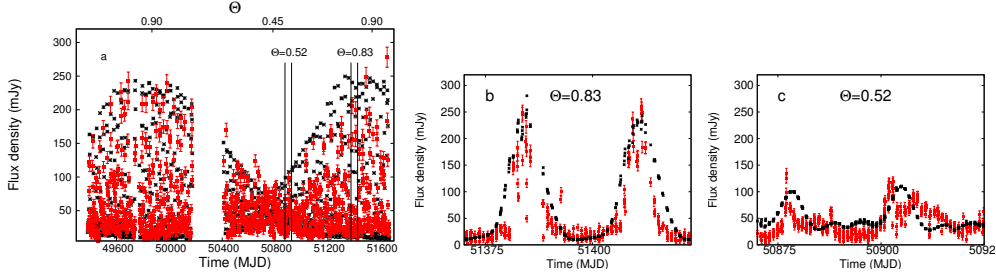 Θ
0.90 0.45 0.90
300
250
200
150
100
50
Flux density (mJy)
a
Θ=0.52 Θ=0.83
49600 50000 50400 50800 51200 51600
Time (MJD)
300
250
200
150
100
50
0
Flux density (mJy)
b Θ=0.83
51375 51400
Time (MJD)
300
250
200
150
100
50
0
Flux density (mJy)
c Θ=0.52
50875 50900 5092
Time (MJD)